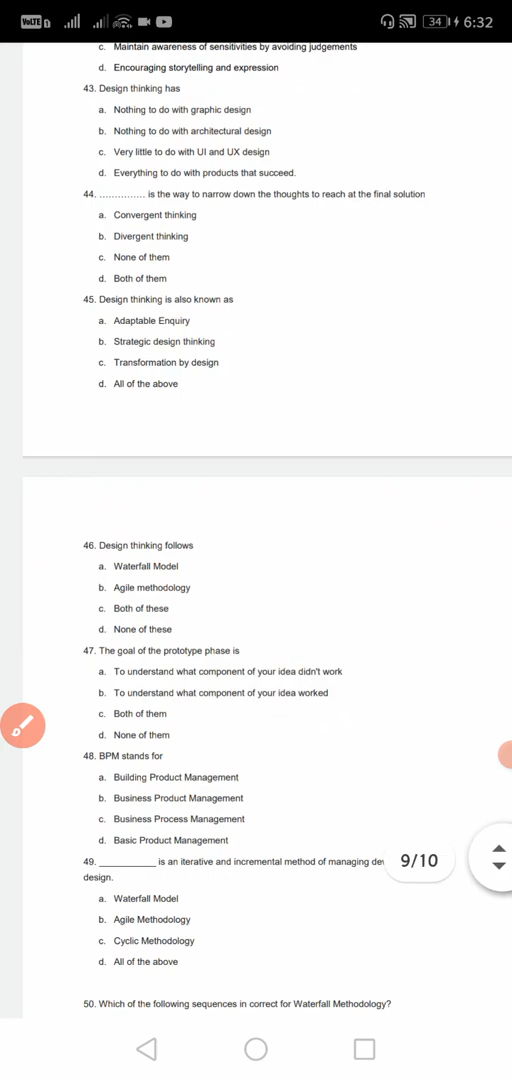 VoLTE 34 6:32
c. Maintain awareness of sensitivities by avoiding judgements
d. Encouraging storytelling and expression
43. Design thinking has
a. Nothing to do with graphic design
b. Nothing to do with architectural design
c. Very little to do with UI and UX design
d. Everything to do with products that succeed.
44. ............... is the way to narrow down the thoughts to reach at the final solution
a. Convergent thinking
b. Divergent thinking
c. None of them
d. Both of them
45. Design thinking is also known as
a. Adaptable Enquiry
b. Strategic design thinking
c. Transformation by design
d. All of the above
46. Design thinking follows
a. Waterfall Model
b. Agile methodology
c. Both of these
d. None of these
47. The goal of the prototype phase is
a. To understand what component of your idea didn't work
b. To understand what component of your idea worked
c. Both of them
d. None of them
48. BPM stands for
a. Building Product Management
b. Business Product Management
c. Business Process Management
d. Basic Product Management
49. ___________ is an iterative and incremental method of managing
9/10
design.
a. Waterfall Model
b. Agile Methodology
c. Cyclic Methodology
d. All of the above
50. Which of the following sequences in correct for Waterfall Methodology?